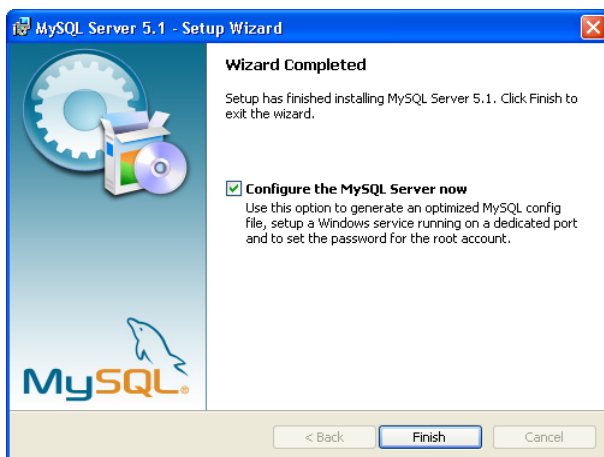 MySQL Server 5.1 - Setup Wizard
Wizard Completed
Setup has finished installing MySQL Server 5.1. Click Finish to
exit the wizard.
Configure the MySQL Server now
Use this option to generate an optimized MySQL config
file, setup a Windows service running on a dedicated port
and to set the password for the root account.
MySQL®
< Back
Finish
Cancel